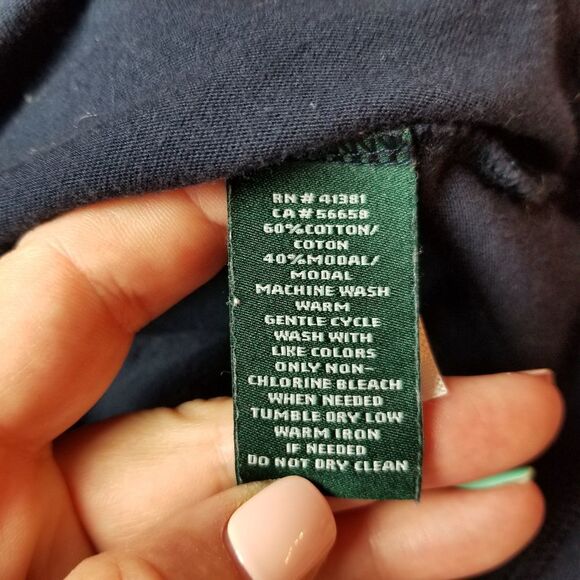 RN # 41381
CA # 56658
60%COTTON/
COTON
40%MODAL/
MODAL
MACHINE WASH
WARM
GENTLE CYCLE
WASH WITH
LIKE COLORS
ONLY NON-
CHLORINE BLEACH
WHEN NEEDED
TUMBLE DRY LOW
WARM IRON
IF NEEDED
DO NOT DRY CLEAN